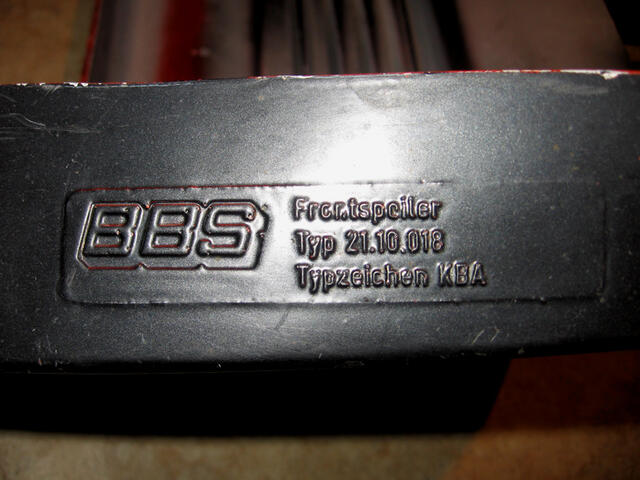 BBS
Frontspoiler
Typ 21.10.018
Typzeichen KBA